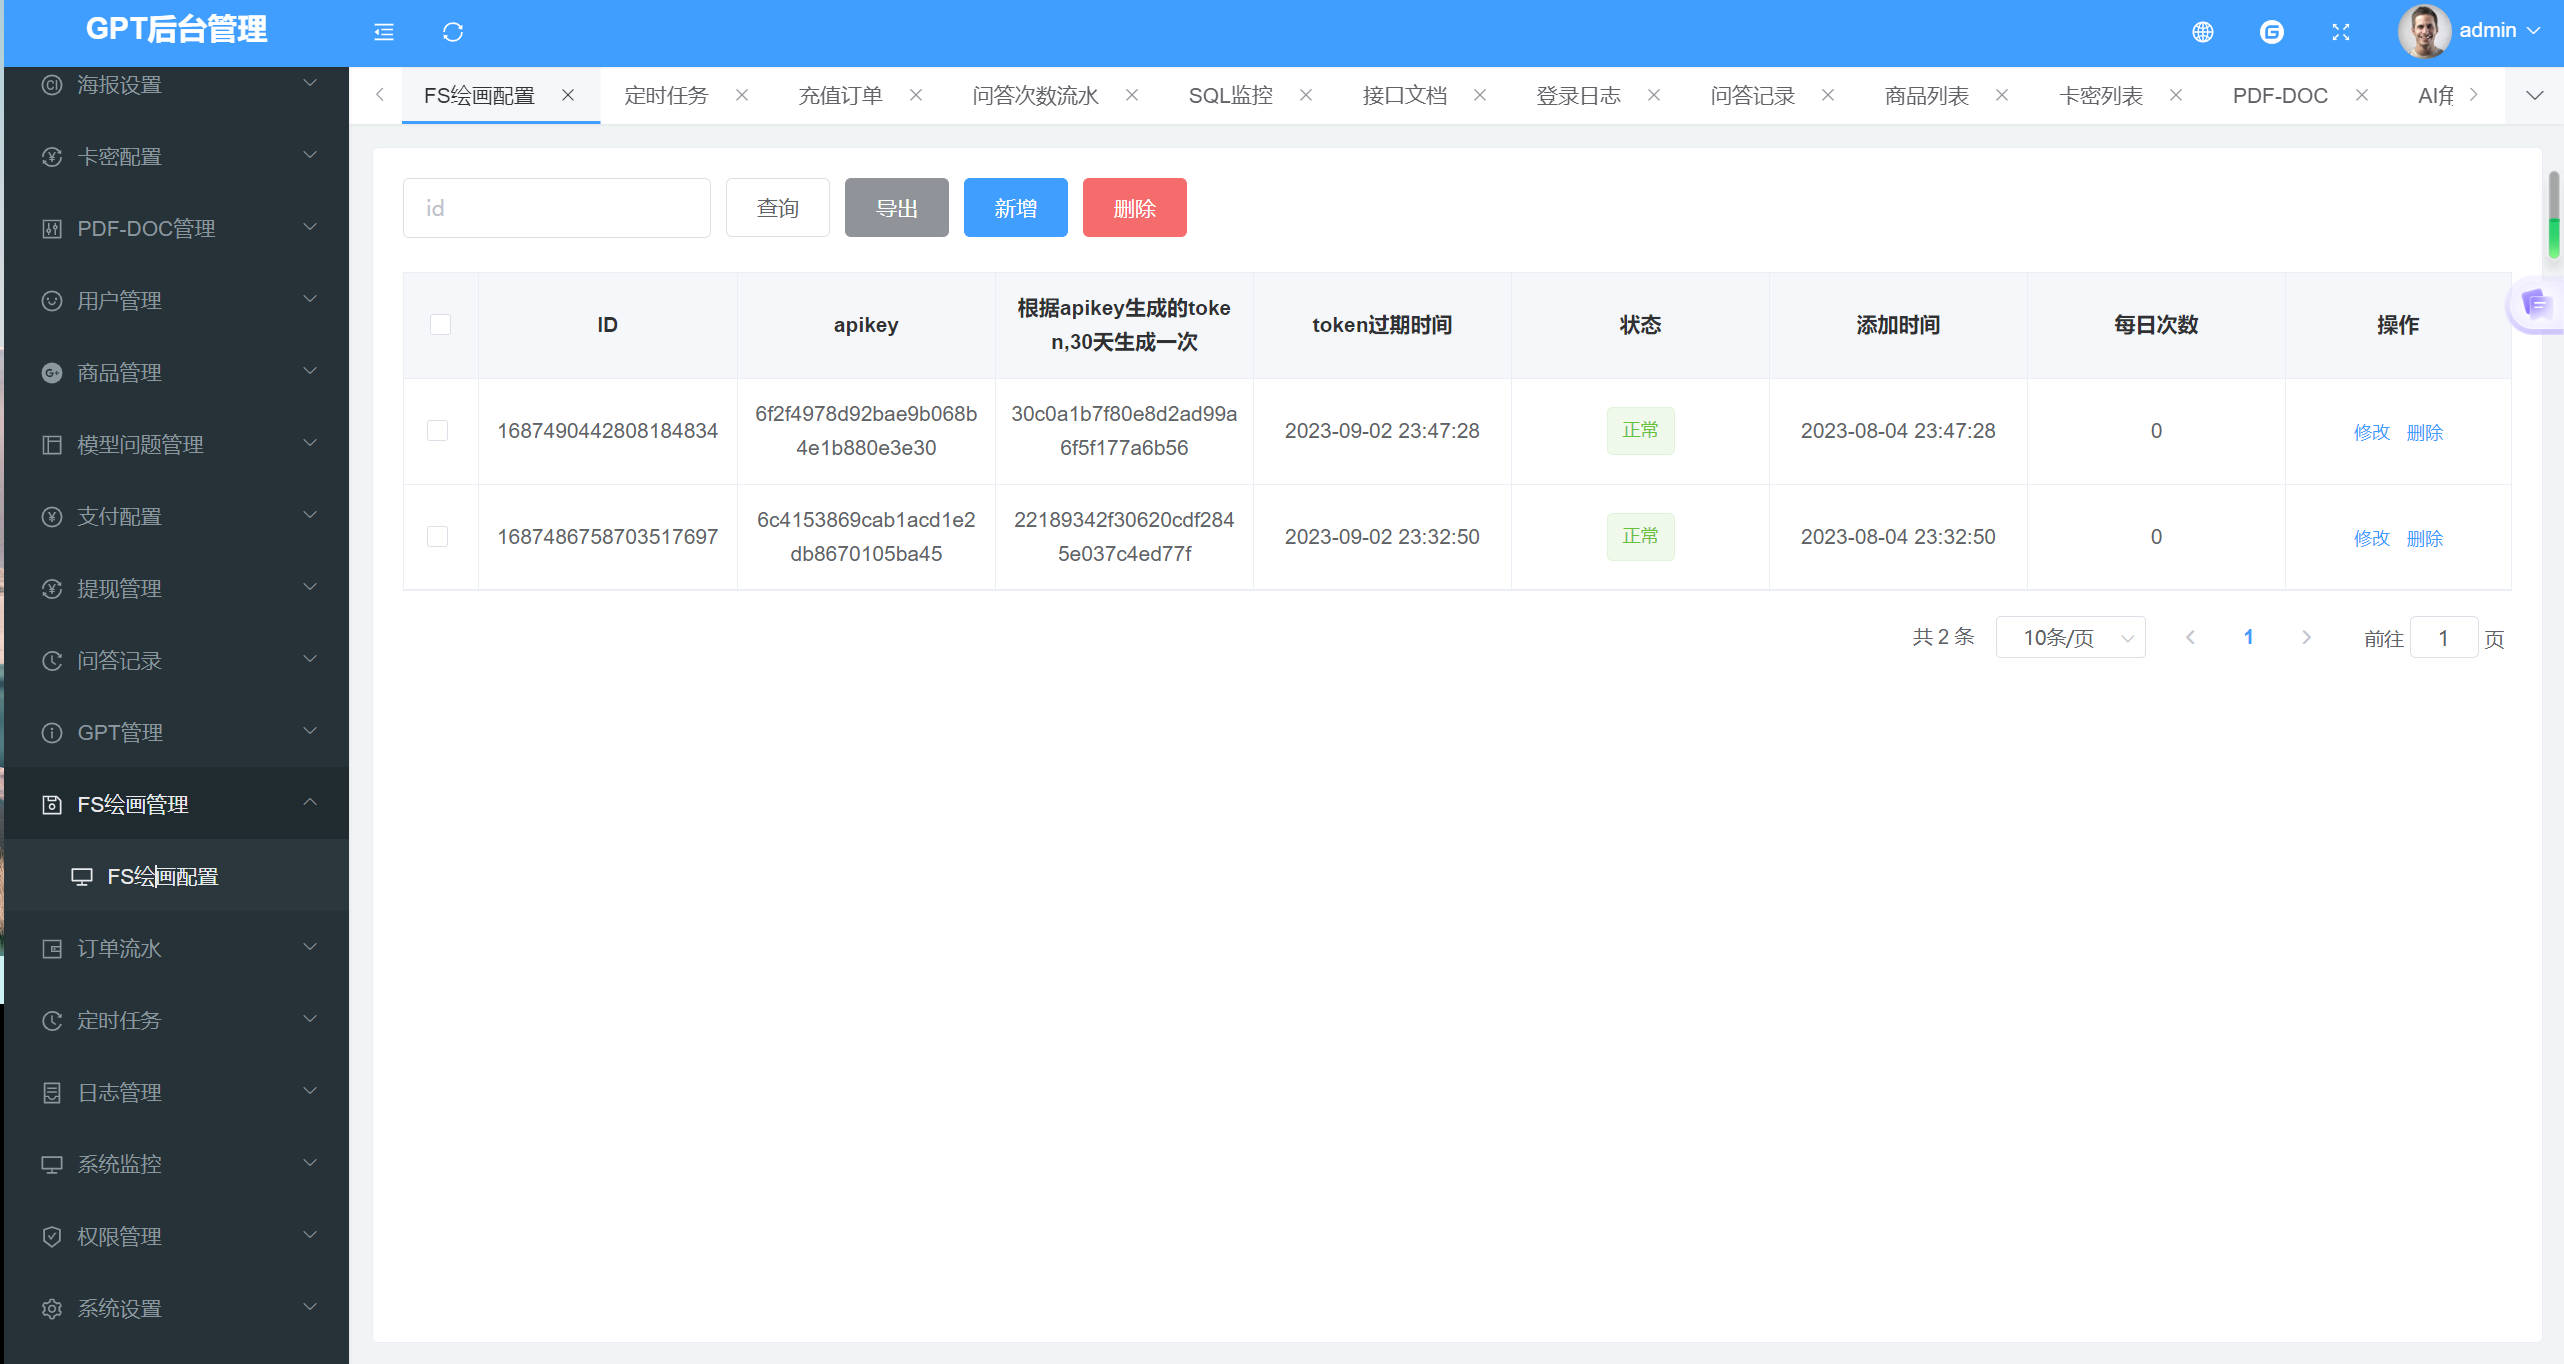 GPT后台管理
admin
海报设置
卡密配置
PDF-DOC管理
用户管理
商品管理
模型问题管理
支付配置
提现管理
问答记录
GPT管理
FS绘画管理
FS绘画配置
订单流水
定时任务
日志管理
系统监控
权限管理
系统设置
FS绘画配置 定时任务 充值订单 问答次数流水 SQL监控 接口文档 登录日志 问答记录 商品列表 卡密列表 PDF-DOC AI角
id 查询 导出 新增 删除
ID apikey 根据apikey生成的toke token过期时间 状态 添加时间 每日次数 操作
n,30天生成一次
6f2f4978d92bae9b068b 30c0a1b7f80e8d2ad99a
1687490442808184834 2023-09-02 23:47:28 正常 2023-08-04 23:47:28 0 修改 删除
4e1b880e3e30 6f5f177a6b56
6c4153869cab1acd1e2 22189342f30620cdf284
1687486758703517697 2023-09-02 23:32:50 正常 2023-08-04 23:32:50 0 修改 删除
db8670105ba45 5e037c4ed77f
共 2 条 10条/页 1 前往 1 页